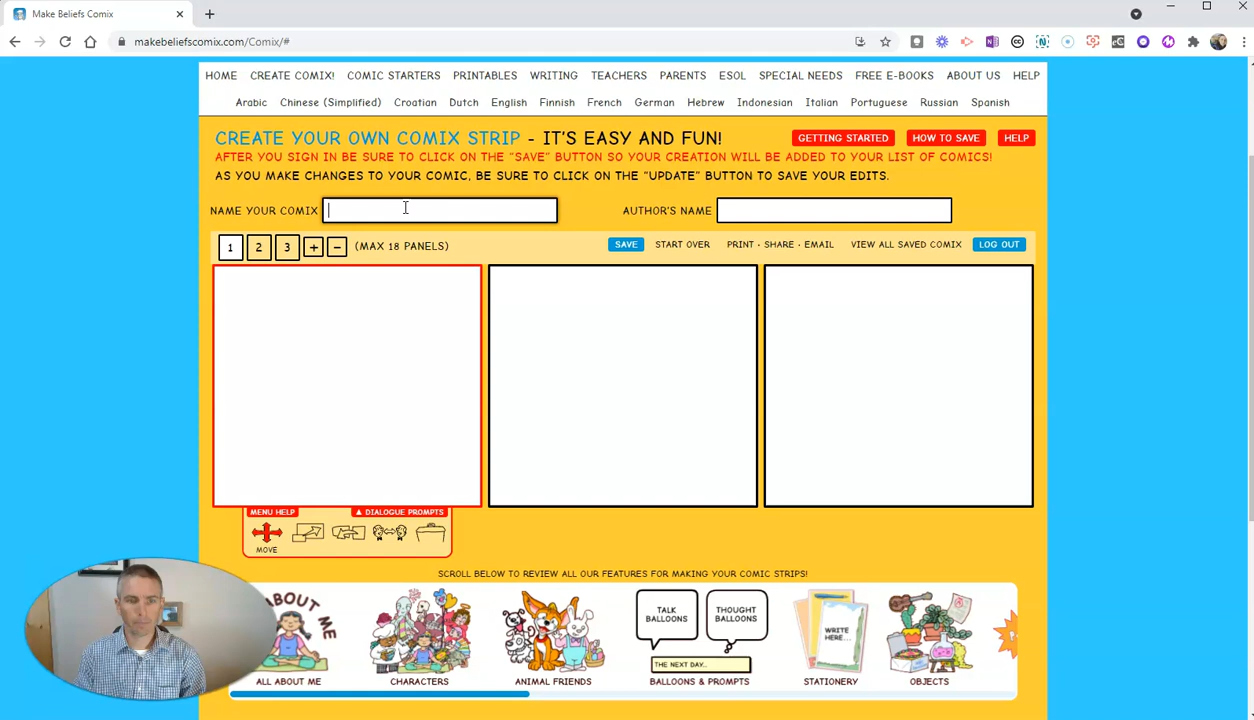 Make Beliefs Comix
makebeliefscomix.com/Comix/#
HOME CREATE COMIX! COMIC STARTERS PRINTABLES WRITING TEACHERS PARENTS ESOL SPECIAL NEEDS FREE E-BOOKS ABOUT US HELP
Arabic Chinese (Simplified) Croatian Dutch English Finnish French German Hebrew Indonesian Italian Portuguese Russian Spanish
CREATE YOUR OWN COMIX STRIP - IT'S EASY AND FUN! GETTING STARTED HOW TO SAVE HELP
AFTER YOU SIGN IN BE SURE TO CLICK ON THE "SAVE" BUTTON SO YOUR CREATION WILL BE ADDED TO YOUR LIST OF COMICS!
AS YOU MAKE CHANGES TO YOUR COMIC, BE SURE TO CLICK ON THE "UPDATE" BUTTON TO SAVE YOUR EDITS.
NAME YOUR COMIX AUTHOR'S NAME
1 2 3 + - (MAX 18 PANELS) SAVE START OVER PRINT · SHARE · EMAIL VIEW ALL SAVED COMIX LOG OUT
MENU HELP ▲ DIALOGUE PROMPTS
MOVE
SCROLL BELOW TO REVIEW ALL OUR FEATURES FOR MAKING YOUR COMIC STRIPS!
ABOUT ME
TALK BALLOONS
THOUGHT BALLOONS
THE NEXT DAY...
WRITE HERE...
ALL ABOUT ME CHARACTERS ANIMAL FRIENDS BALLOONS & PROMPTS STATIONERY OBJECTS